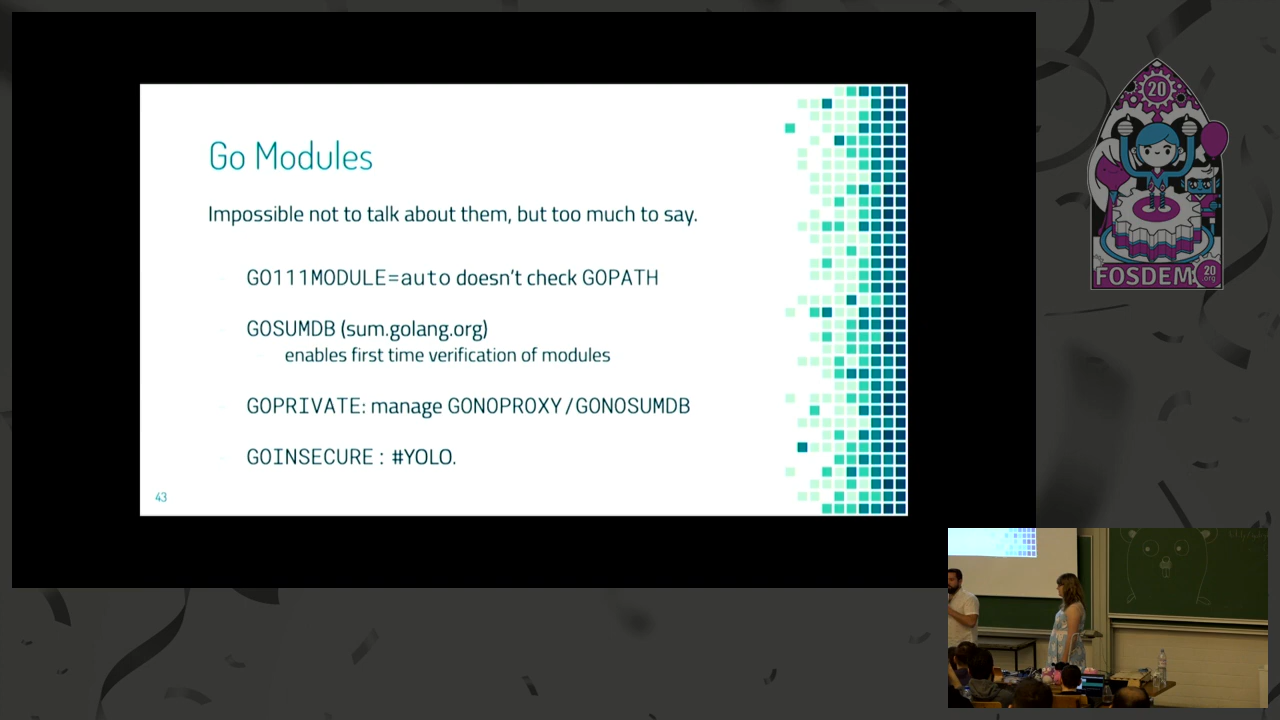 Go Modules
Impossible not to talk about them, but too much to say.
GO111MODULE=auto doesn't check GOPATH
GOSUMDB (sum.golang.org)
enables first time verification of modules
GOPRIVATE: manage GONOPROXY/GONOSUMDB
GOINSECURE : #YOLO.
43
20
FOSDEM
20
.org